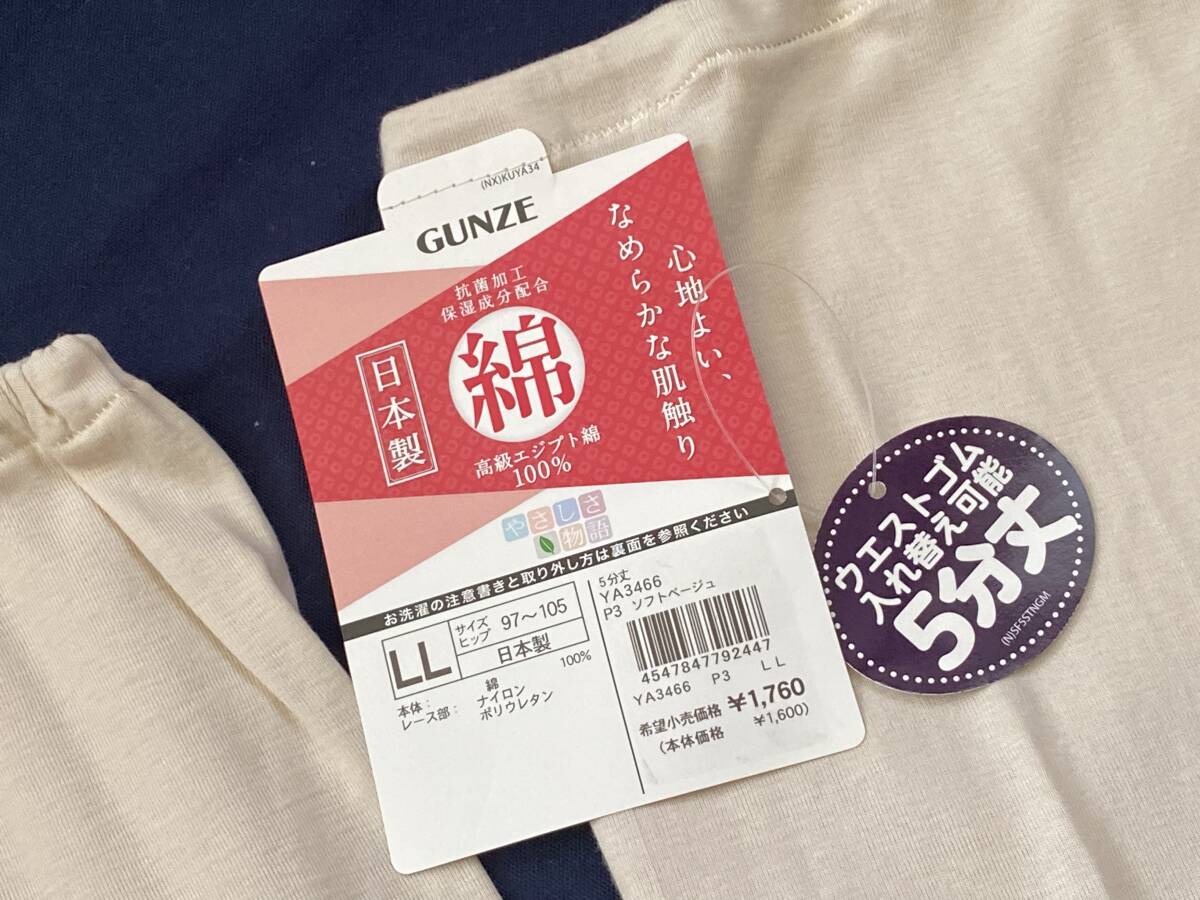 (NX)KUYA34
GUNZE
抗菌加工
保湿成分配合
綿
日本製
高級エジプト綿
100%
心地よい、
なめらかな肌触り
やさしさ
物語
お洗濯の注意書きと取り外し方は裏面を参照ください
LL
サイズ
ヒップ 97〜105
日本製
本体: 綿 100%
レース部: ナイロン
ポリウレタン
5分丈
YA3466
P3 ソフトベージュ
4547847792447
YA3466 P3 LL
希望小売価格 ¥1,760
(本体価格 ¥1,600)
ウエストゴム
入れ替え可能
5分丈
(N)SF5STNGM